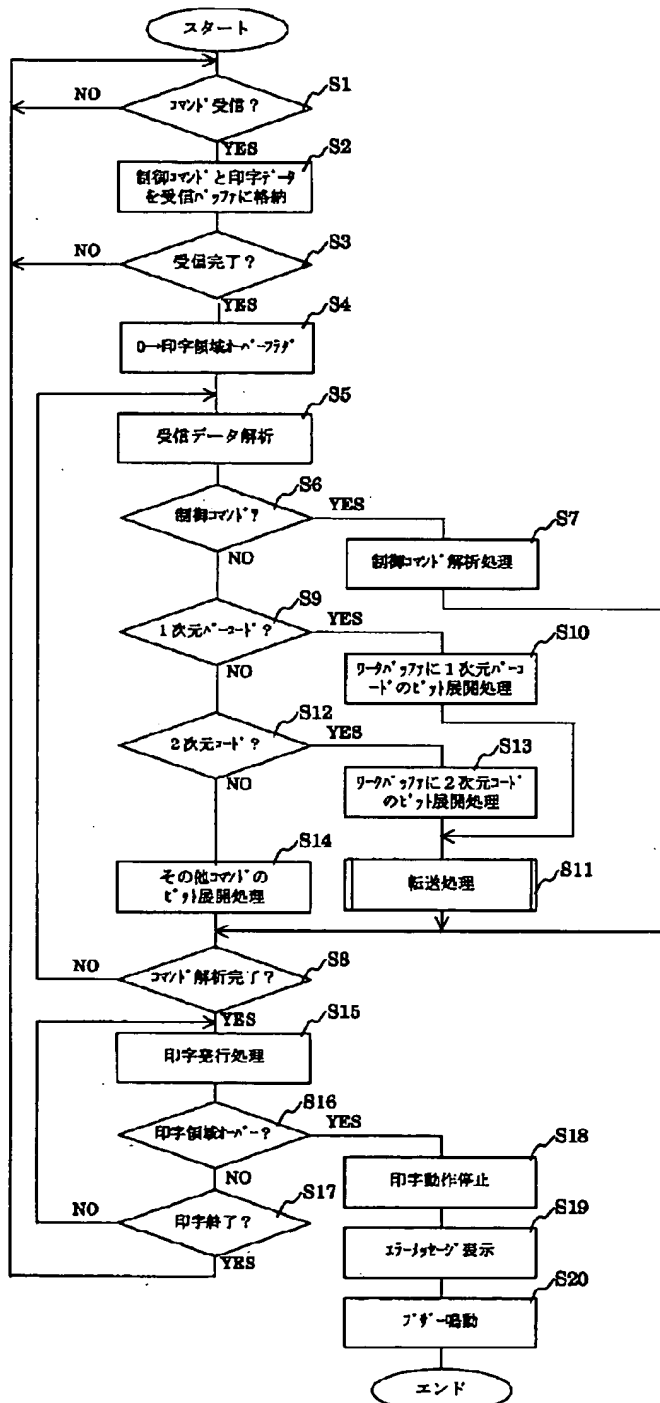 スタート
S1
NO
コマンド受信?
YES
S2
制御コマンドと印字データ
を受信バッファに格納
S3
NO
受信完了?
YES
S4
0→印字領域オーバーフラグ
S5
受信データ解析
S6
制御コマンド?
YES
NO
S7
制御コマンド解析処理
S9
1次元バーコード?
YES
NO
S10
ワークバッファに1次元バーコ
ードのビット展開処理
S12
2次元コード?
YES
NO
S13
ワークバッファに2次元コード
のビット展開処理
S14
その他コマンドの
ビット展開処理
S11
転送処理
S8
NO
コマンド解析完了?
YES
S15
印字発行処理
S16
印字領域オーバー?
YES
NO
S18
印字動作停止
S17
NO
印字終了?
YES
S19
エラーメッセージ表示
S20
ブザー鳴動
エンド